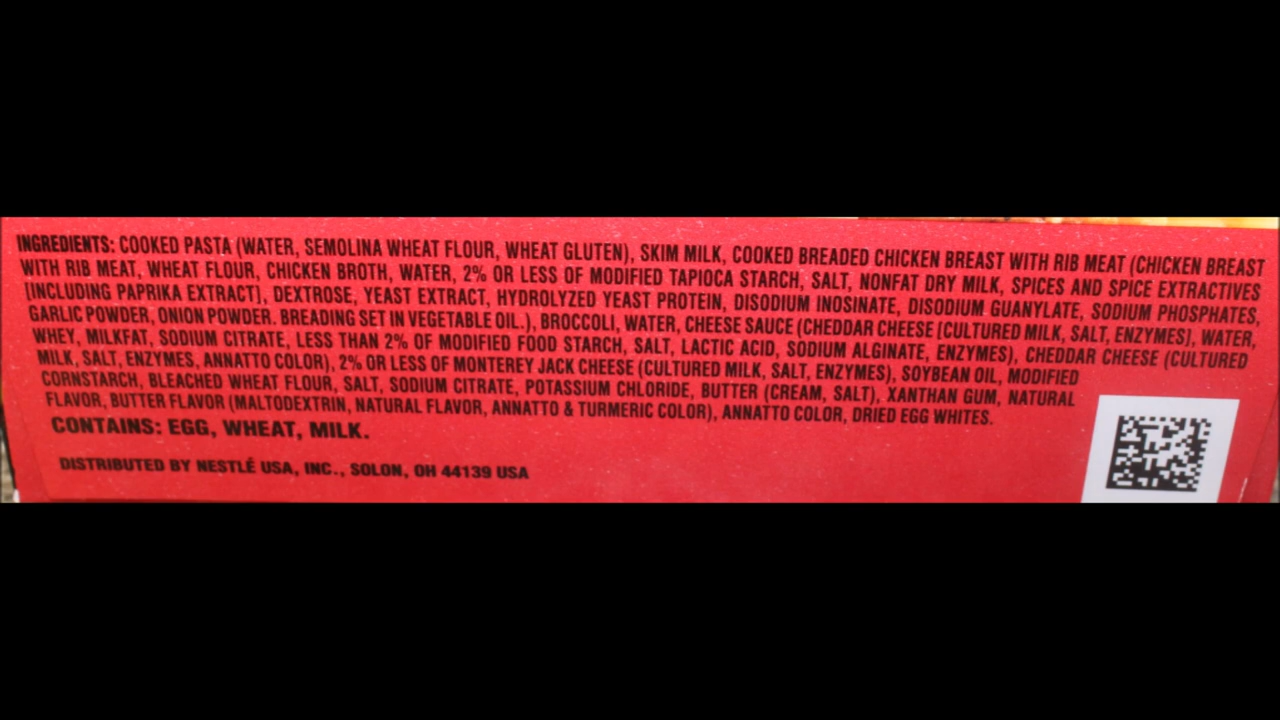 INGREDIENTS: COOKED PASTA (WATER, SEMOLINA WHEAT FLOUR, WHEAT GLUTEN), SKIM MILK, COOKED BREADED CHICKEN BREAST WITH RIB MEAT (CHICKEN BREAST
WITH RIB MEAT, WHEAT FLOUR, CHICKEN BROTH, WATER, 2% OR LESS OF MODIFIED TAPIOCA STARCH, SALT, NONFAT DRY MILK, SPICES AND SPICE EXTRACTIVES
[INCLUDING PAPRIKA EXTRACT], DEXTROSE, YEAST EXTRACT, HYDROLYZED YEAST PROTEIN, DISODIUM INOSINATE, DISODIUM GUANYLATE, SODIUM PHOSPHATES,
GARLIC POWDER, ONION POWDER. BREADING SET IN VEGETABLE OIL.), BROCCOLI, WATER, CHEESE SAUCE (CHEDDAR CHEESE [CULTURED MILK, SALT, ENZYMES], WATER,
WHEY, MILKFAT, SODIUM CITRATE, LESS THAN 2% OF MODIFIED FOOD STARCH, SALT, LACTIC ACID, SODIUM ALGINATE, ENZYMES), CHEDDAR CHEESE (CULTURED
MILK, SALT, ENZYMES, ANNATTO COLOR), 2% OR LESS OF MONTEREY JACK CHEESE (CULTURED MILK, SALT, ENZYMES), SOYBEAN OIL, MODIFIED
CORNSTARCH, BLEACHED WHEAT FLOUR, SALT, SODIUM CITRATE, POTASSIUM CHLORIDE, BUTTER (CREAM, SALT), XANTHAN GUM, NATURAL
FLAVOR, BUTTER FLAVOR (MALTODEXTRIN, NATURAL FLAVOR, ANNATTO & TURMERIC COLOR), ANNATTO COLOR, DRIED EGG WHITES.
CONTAINS: EGG, WHEAT, MILK.
DISTRIBUTED BY NESTLÉ USA, INC., SOLON, OH 44139 USA